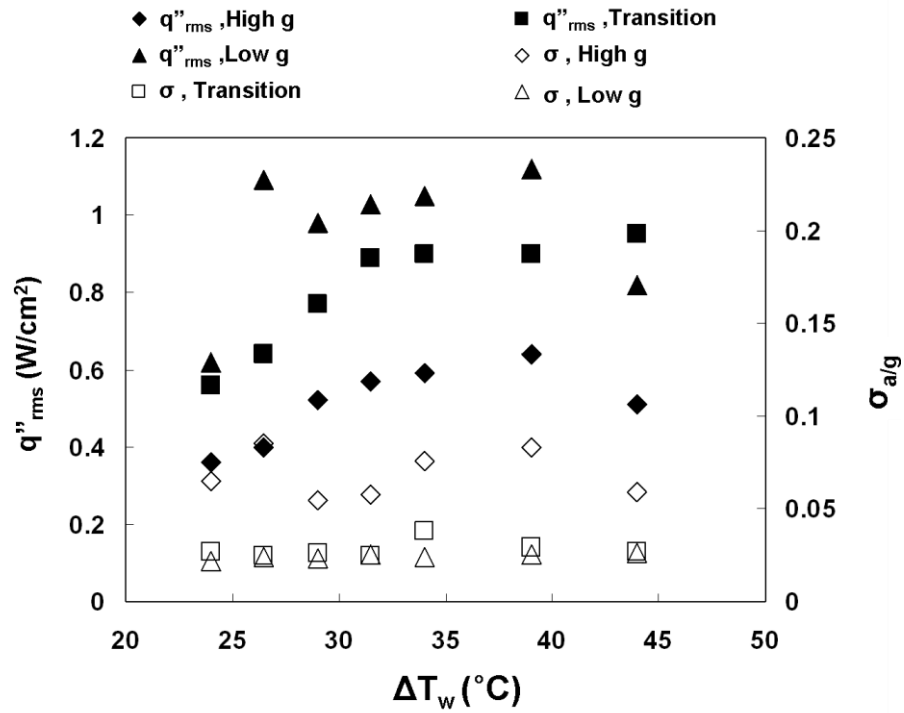 q”rms ,High g
q”rms ,Transition
q”rms ,Low g
σ , High g
σ , Transition
σ , Low g
1.2
1
0.8
0.6
0.4
0.2
0
0.25
0.2
0.15
0.1
0.05
0
20
25
30
35
40
45
50
q”rms (W/cm²)
σa/g
ΔTw (°C)